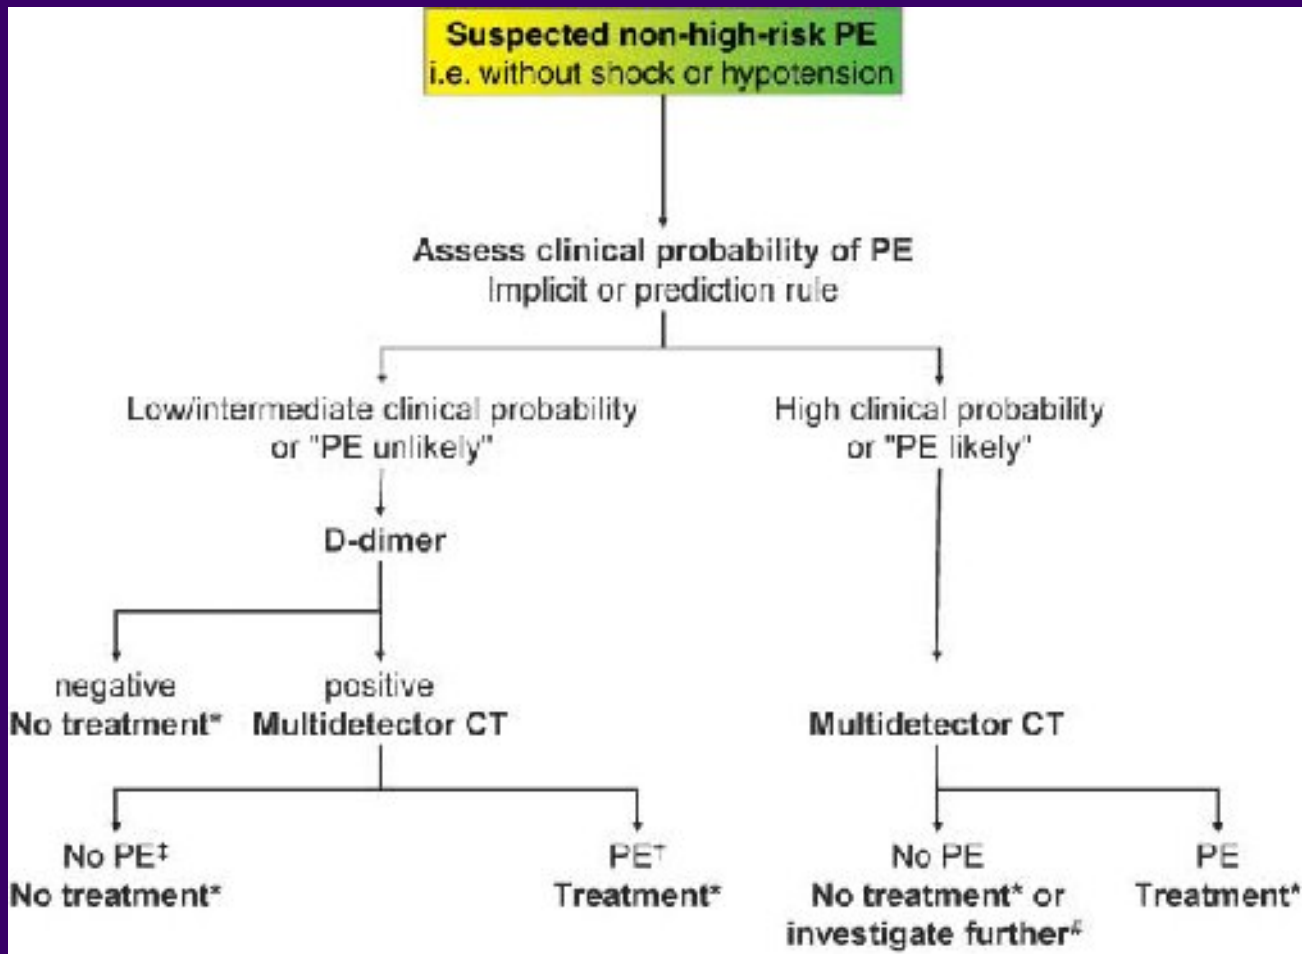 Suspected non-high-risk PE
i.e. without shock or hypotension
Assess clinical probability of PE
Implicit or prediction rule
Low/intermediate clinical probability
or "PE unlikely"
High clinical probability
or "PE likely"
D-dimer
negative
No treatment*
positive
Multidetector CT
Multidetector CT
No PE‡
No treatment*
PE†
Treatment*
No PE
No treatment* or
investigate further#
PE
Treatment*